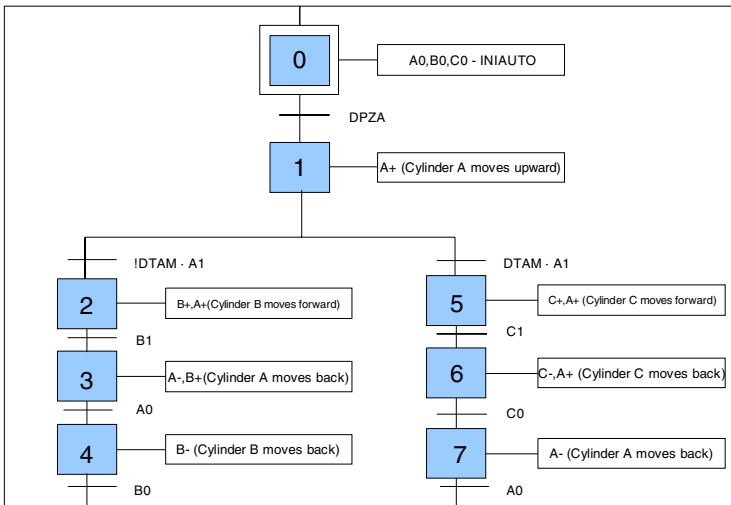 0
A0,B0,C0 - INIAUTO
DPZA
1
A+ (Cylinder A moves upward)
!DTAM · A1
DTAM · A1
2
B+,A+(Cylinder B moves forward)
5
C+,A+ (Cylinder C moves forward)
B1
C1
3
A-,B+(Cylinder A moves back)
6
C-,A+ (Cylinder C moves back)
A0
C0
4
B- (Cylinder B moves back)
7
A- (Cylinder A moves back)
B0
A0